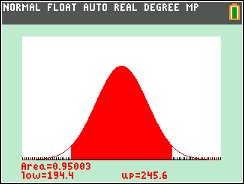 NORMAL FLOAT AUTO REAL DEGREE MP
Area=0.95003
low=194.4 up=245.6